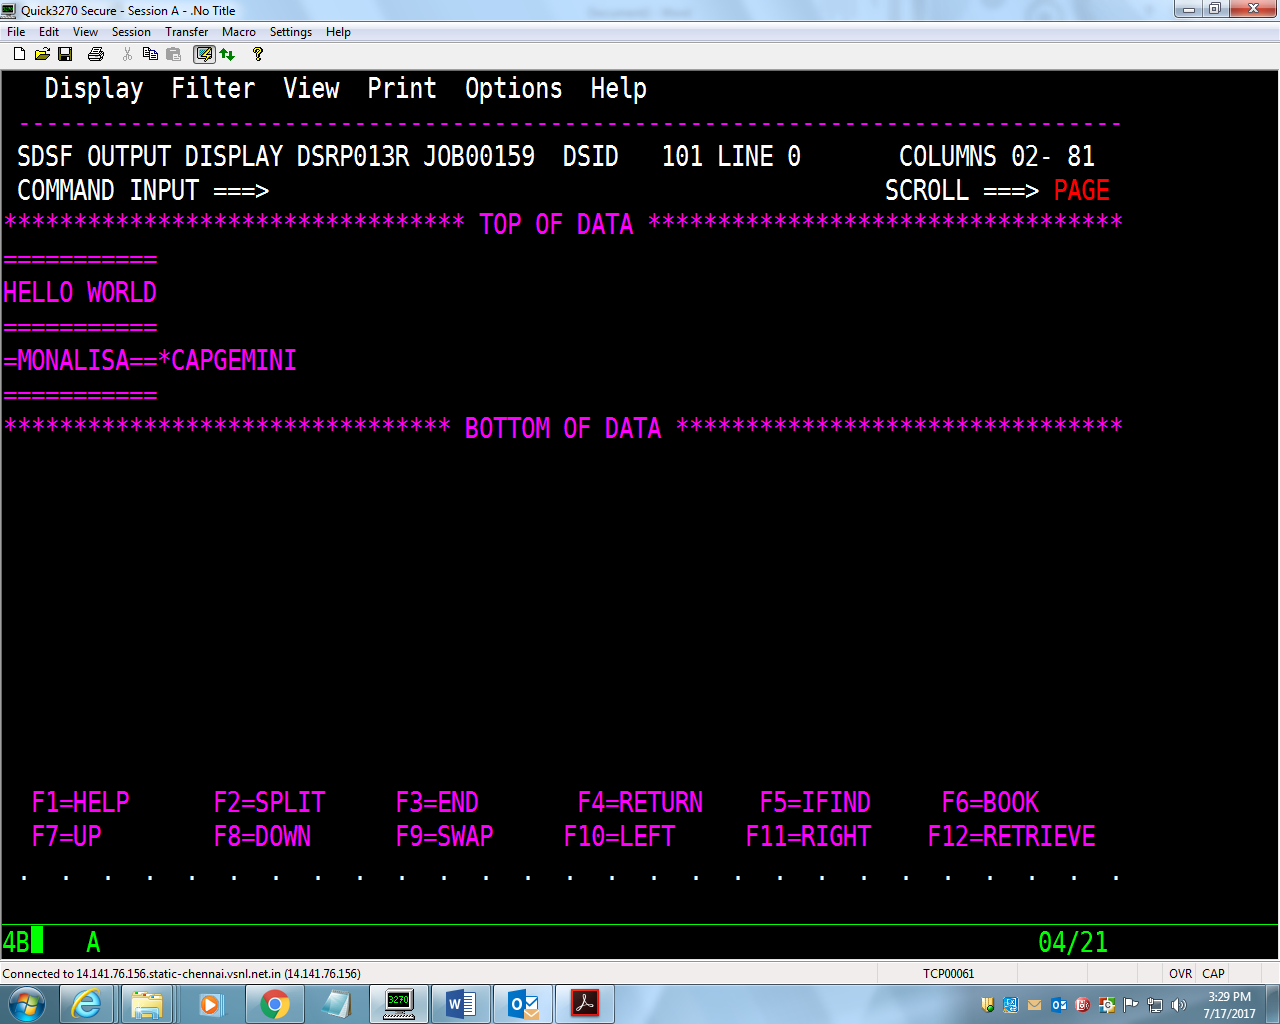 Quick3270 Secure - Session A - .No Title
File Edit View Session Transfer Macro Settings Help
Display Filter View Print Options Help
-------------------------------------------------------------------------------
SDSF OUTPUT DISPLAY DSRP013R JOB00159 DSID 101 LINE 0 COLUMNS 02- 81
COMMAND INPUT ===> SCROLL ===> PAGE
********************************* TOP OF DATA **********************************
===========
HELLO WORLD
===========
=MONALISA==*CAPGEMINI
===========
******************************** BOTTOM OF DATA ********************************
F1=HELP F2=SPLIT F3=END F4=RETURN F5=IFIND F6=BOOK
F7=UP F8=DOWN F9=SWAP F10=LEFT F11=RIGHT F12=RETRIEVE
. . . . . . . . . . . . . . . . . . . . . . . . . . .
4B A 04/21
Connected to 14.141.76.156.static-chennai.vsnl.net.in (14.141.76.156) TCP00061 OVR CAP
3270
3:29 PM
7/17/2017